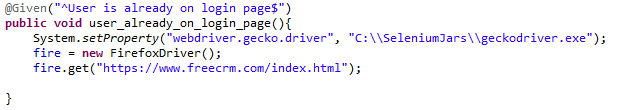 @Given("^User is already on login page$")
public void user_already_on_login_page(){
System.setProperty("webdriver.gecko.driver", "C:\\SeleniumJars\\geckodriver.exe");
fire = new FirefoxDriver();
fire.get("https://www.freecrm.com/index.html");
}